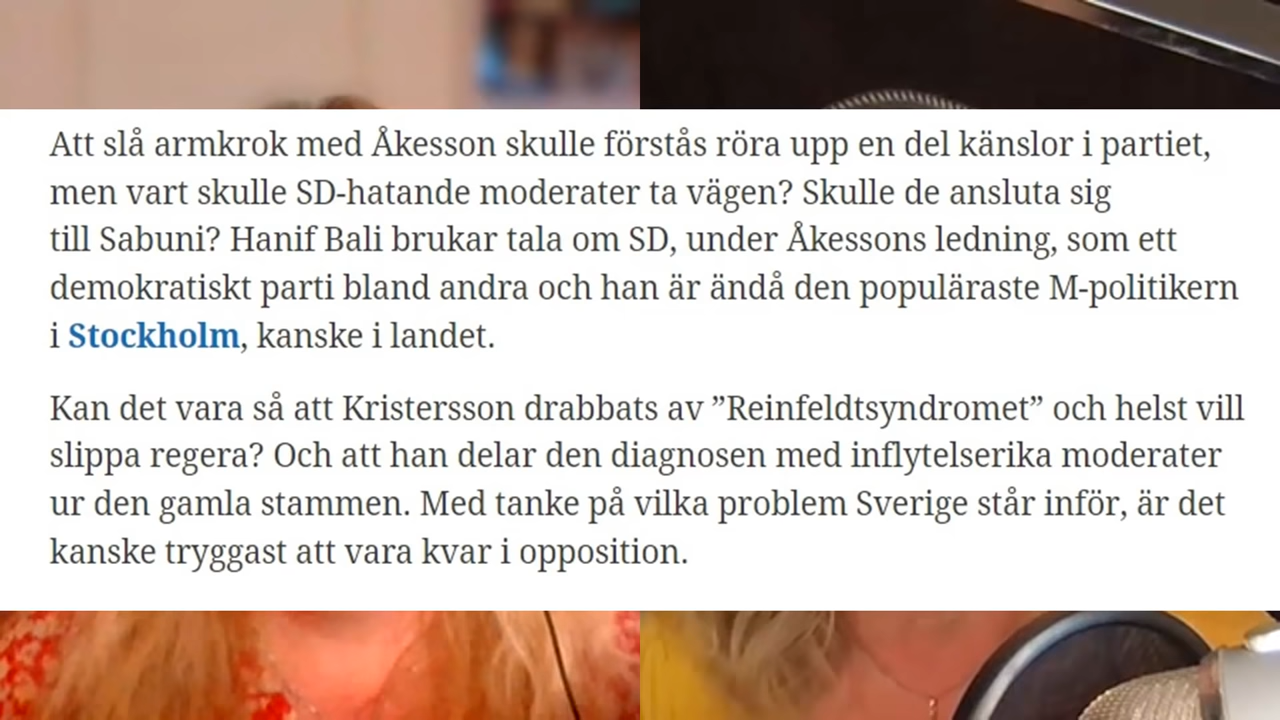 Att slå armkrok med Åkesson skulle förstås röra upp en del känslor i partiet,
men vart skulle SD-hatande moderater ta vägen? Skulle de ansluta sig
till Sabuni? Hanif Bali brukar tala om SD, under Åkessons ledning, som ett
demokratiskt parti bland andra och han är ändå den populäraste M-politikern
i Stockholm, kanske i landet.
Kan det vara så att Kristersson drabbats av ”Reinfeldtsyndromet” och helst vill
slippa regera? Och att han delar den diagnosen med inflytelserika moderater
ur den gamla stammen. Med tanke på vilka problem Sverige står inför, är det
kanske tryggast att vara kvar i opposition.